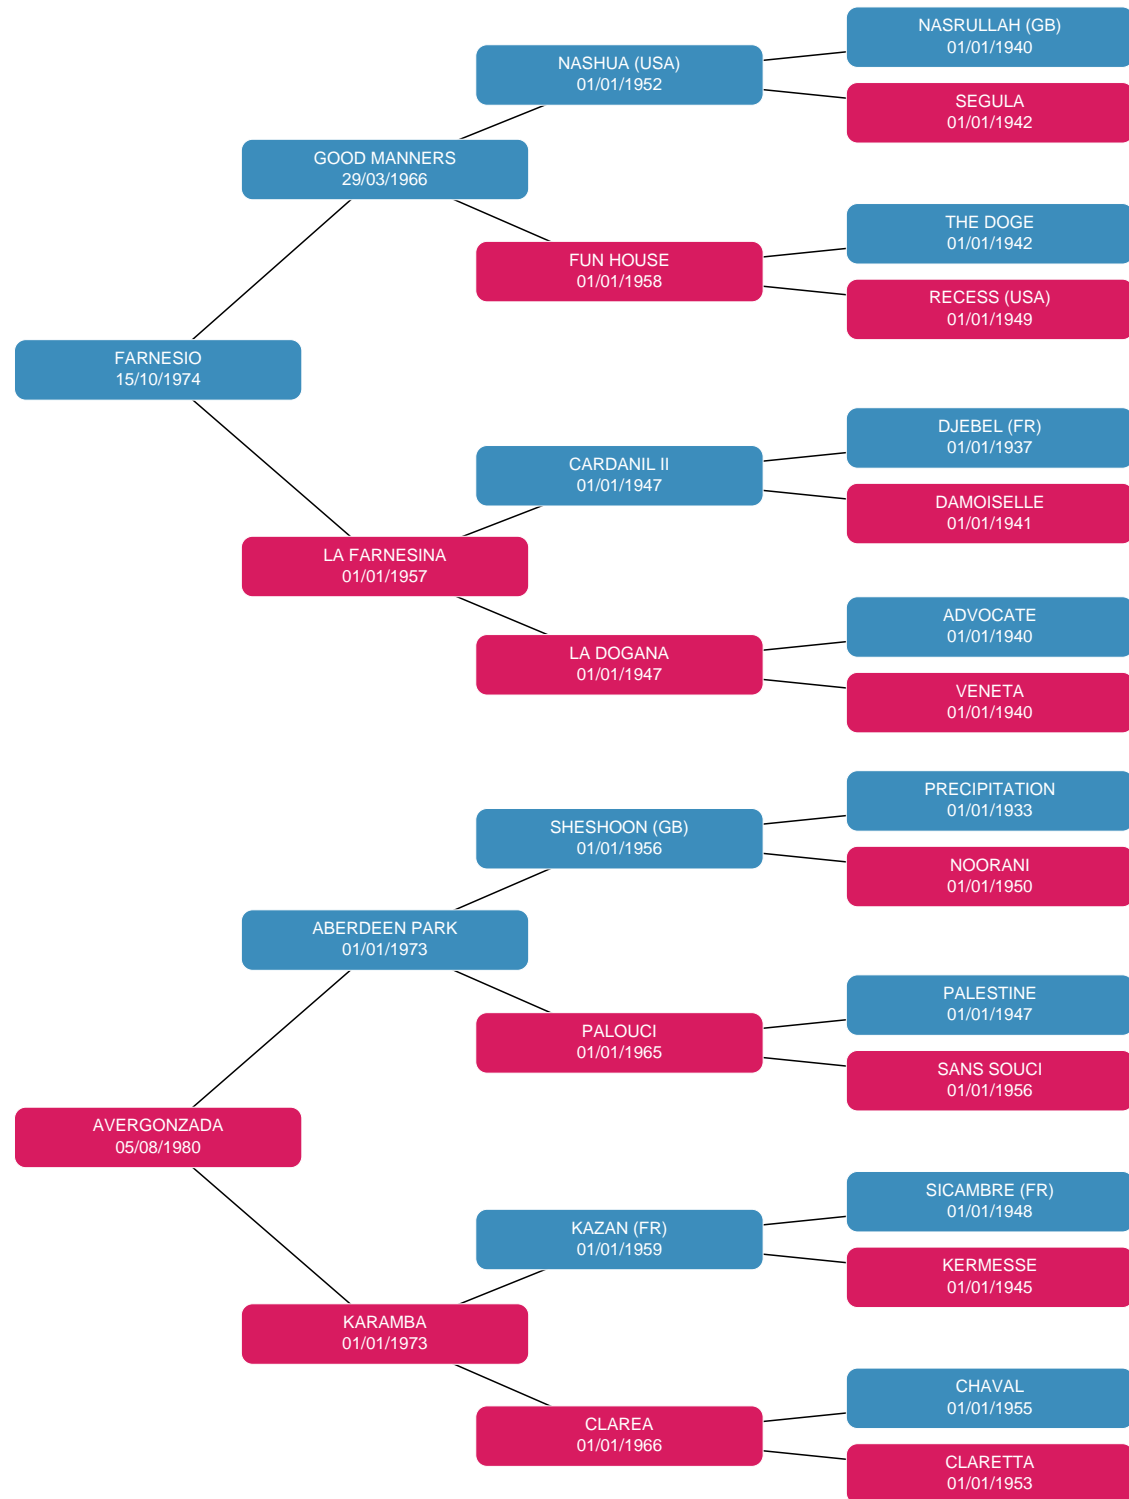 NASRULLAH (GB)
01/01/1940
NASHUA (USA)
01/01/1952
SEGULA
01/01/1942
GOOD MANNERS
29/03/1966
THE DOGE
01/01/1942
FUN HOUSE
01/01/1958
RECESS (USA)
01/01/1949
FARNESIO
15/10/1974
DJEBEL (FR)
01/01/1937
CARDANIL II
01/01/1947
DAMOISELLE
01/01/1941
LA FARNESINA
01/01/1957
ADVOCATE
01/01/1940
LA DOGANA
01/01/1947
VENETA
01/01/1940
PRECIPITATION
01/01/1933
SHESHOON (GB)
01/01/1956
NOORANI
01/01/1950
ABERDEEN PARK
01/01/1973
PALESTINE
01/01/1947
PALOUCI
01/01/1965
SANS SOUCI
01/01/1956
AVERGONZADA
05/08/1980
SICAMBRE (FR)
01/01/1948
KAZAN (FR)
01/01/1959
KERMESSE
01/01/1945
KARAMBA
01/01/1973
CHAVAL
01/01/1955
CLAREA
01/01/1966
CLARETTA
01/01/1953